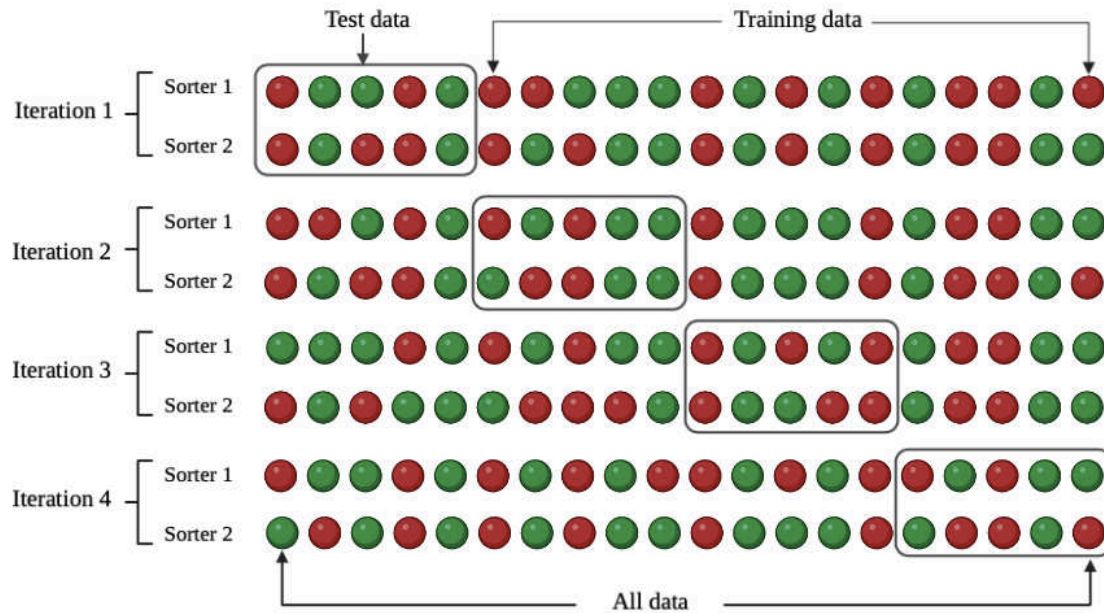 Test data
Training data
Iteration 1
Sorter 1
Sorter 2
Iteration 2
Sorter 1
Sorter 2
Iteration 3
Sorter 1
Sorter 2
Iteration 4
Sorter 1
Sorter 2
All data